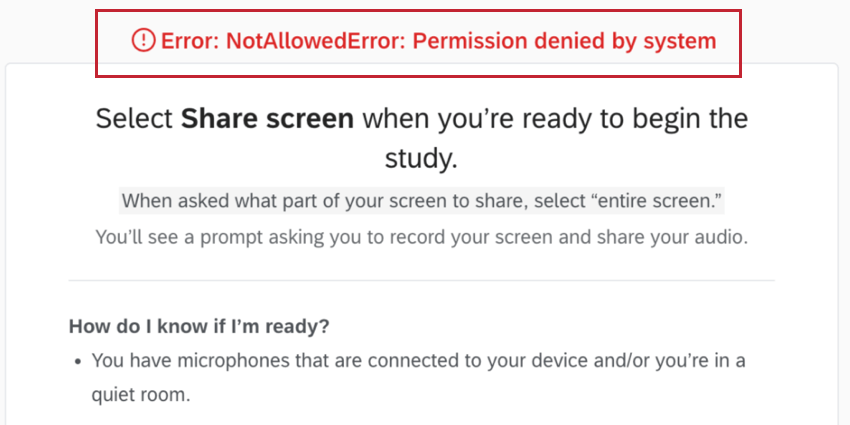 Error: NotAllowedError: Permission denied by system
Select Share screen when you’re ready to begin the
study.
When asked what part of your screen to share, select “entire screen.”
You’ll see a prompt asking you to record your screen and share your audio.
How do I know if I’m ready?
• You have microphones that are connected to your device and/or you’re in a
quiet room.